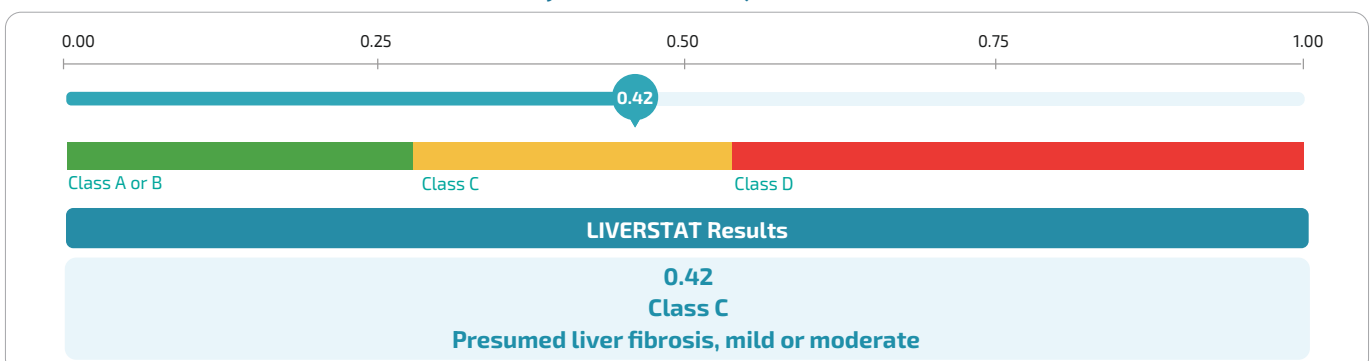 0.00 0.25 0.50 0.75 1.00
0.42
Class A or B Class C Class D
LIVERSTAT Results
0.42
Class C
Presumed liver fibrosis, mild or moderate